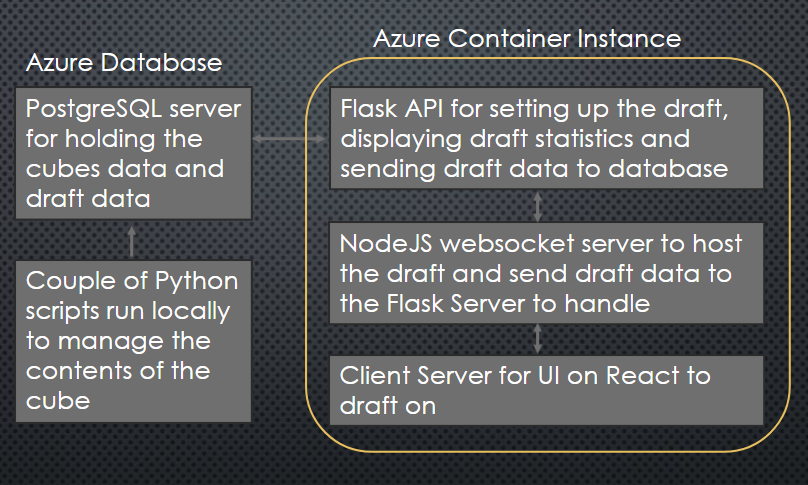 Azure Container Instance
Azure Database
PostgreSQL server
for holding the
cubes data and
draft data
Flask API for setting up the draft,
displaying draft statistics and
sending draft data to database
NodeJS websocket server to host
the draft and send draft data to
the Flask Server to handle
Couple of Python
scripts run locally
to manage the
contents of the
cube
Client Server for UI on React to
draft on